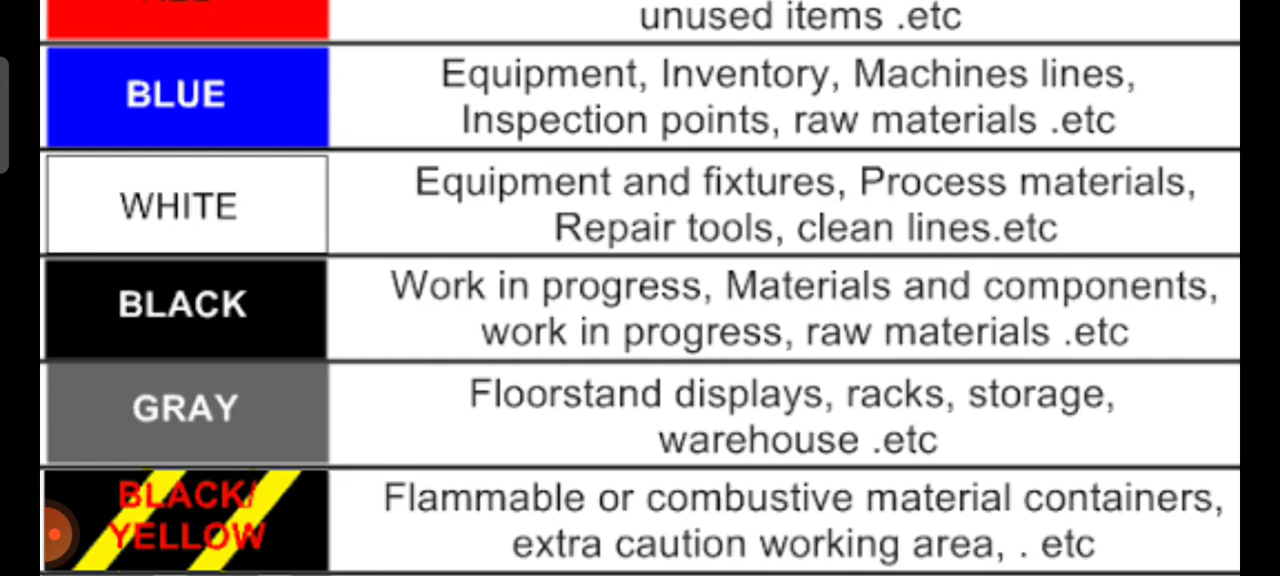 unused items .etc
BLUE
Equipment, Inventory, Machines lines,
Inspection points, raw materials .etc
WHITE
Equipment and fixtures, Process materials,
Repair tools, clean lines.etc
BLACK
Work in progress, Materials and components,
work in progress, raw materials .etc
GRAY
Floorstand displays, racks, storage,
warehouse .etc
BLACK/
YELLOW
Flammable or combustive material containers,
extra caution working area, . etc